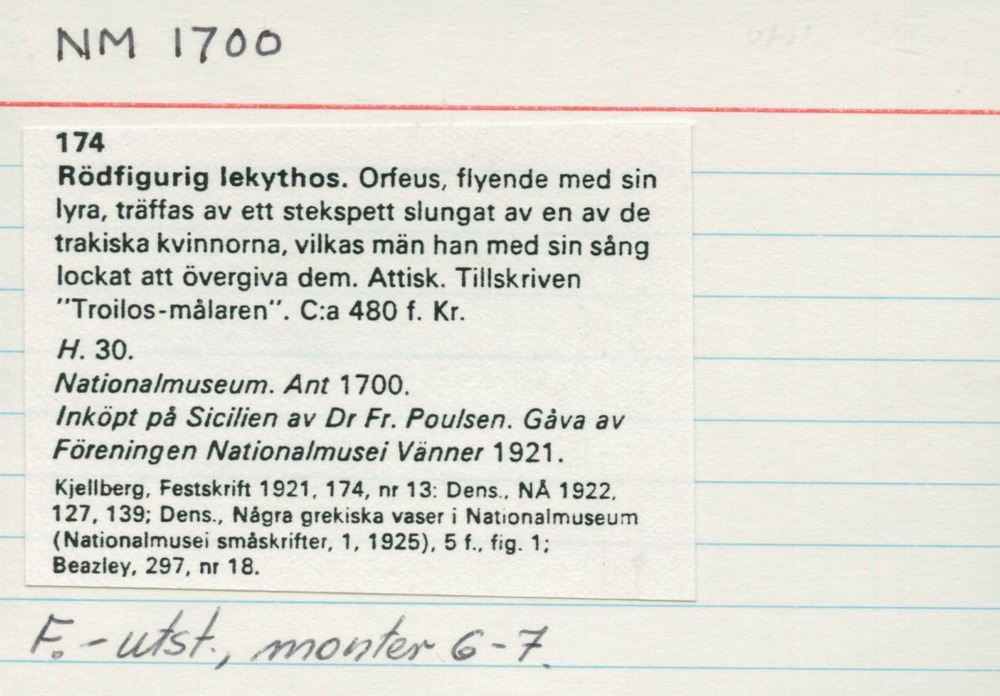 NM 1700
174
Rödfigurig lekythos. Orfeus, flyende med sin
lyra, träffas av ett stekspett slungat av en av de
trakiska kvinnorna, vilkas män han med sin sång
lockat att övergiva dem. Attisk. Tillskriven
"Troilos-målaren". C:a 480 f. Kr.
H. 30.
Nationalmuseum. Ant 1700.
Inköpt på Sicilien av Dr Fr. Poulsen. Gåva av
Föreningen Nationalmusei Vänner 1921.
Kjellberg, Festskrift 1921, 174, nr 13: Dens., NÅ 1922,
127, 139; Dens., Några grekiska vaser i Nationalmuseum
(Nationalmusei småskrifter, 1, 1925), 5 f., fig. 1;
Beazley, 297, nr 18.
F.-utst., monter 6-7.